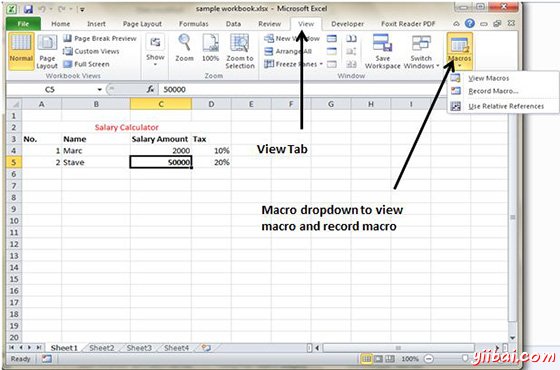 sample workbook.xlsx - Microsoft Excel
File Home Insert Page Layout Formulas Data Review View Developer Foxit Reader PDF
Normal Page Layout Page Break Preview Custom Views Full Screen Workbook Views
Show Zoom 100% Zoom to Selection Zoom
New Window Arrange All Freeze Panes Save Workspace Switch Windows Window
Macros
View Macros
Record Macro...
Use Relative References
C5 fx 50000
A B C D E F G H I J K L
1
2 Salary Calculator
3 No. Name Salary Amount Tax
4 1 Marc 2000 10%
5 2 Stave 50000 20%
6
7
8
9
10
11
12
13
14
15
16
17
18
19
20
View Tab
Macro dropdown to view
macro and record macro
Sheet1 Sheet2 Sheet3 Sheet4
Ready 100%
yiibai.com